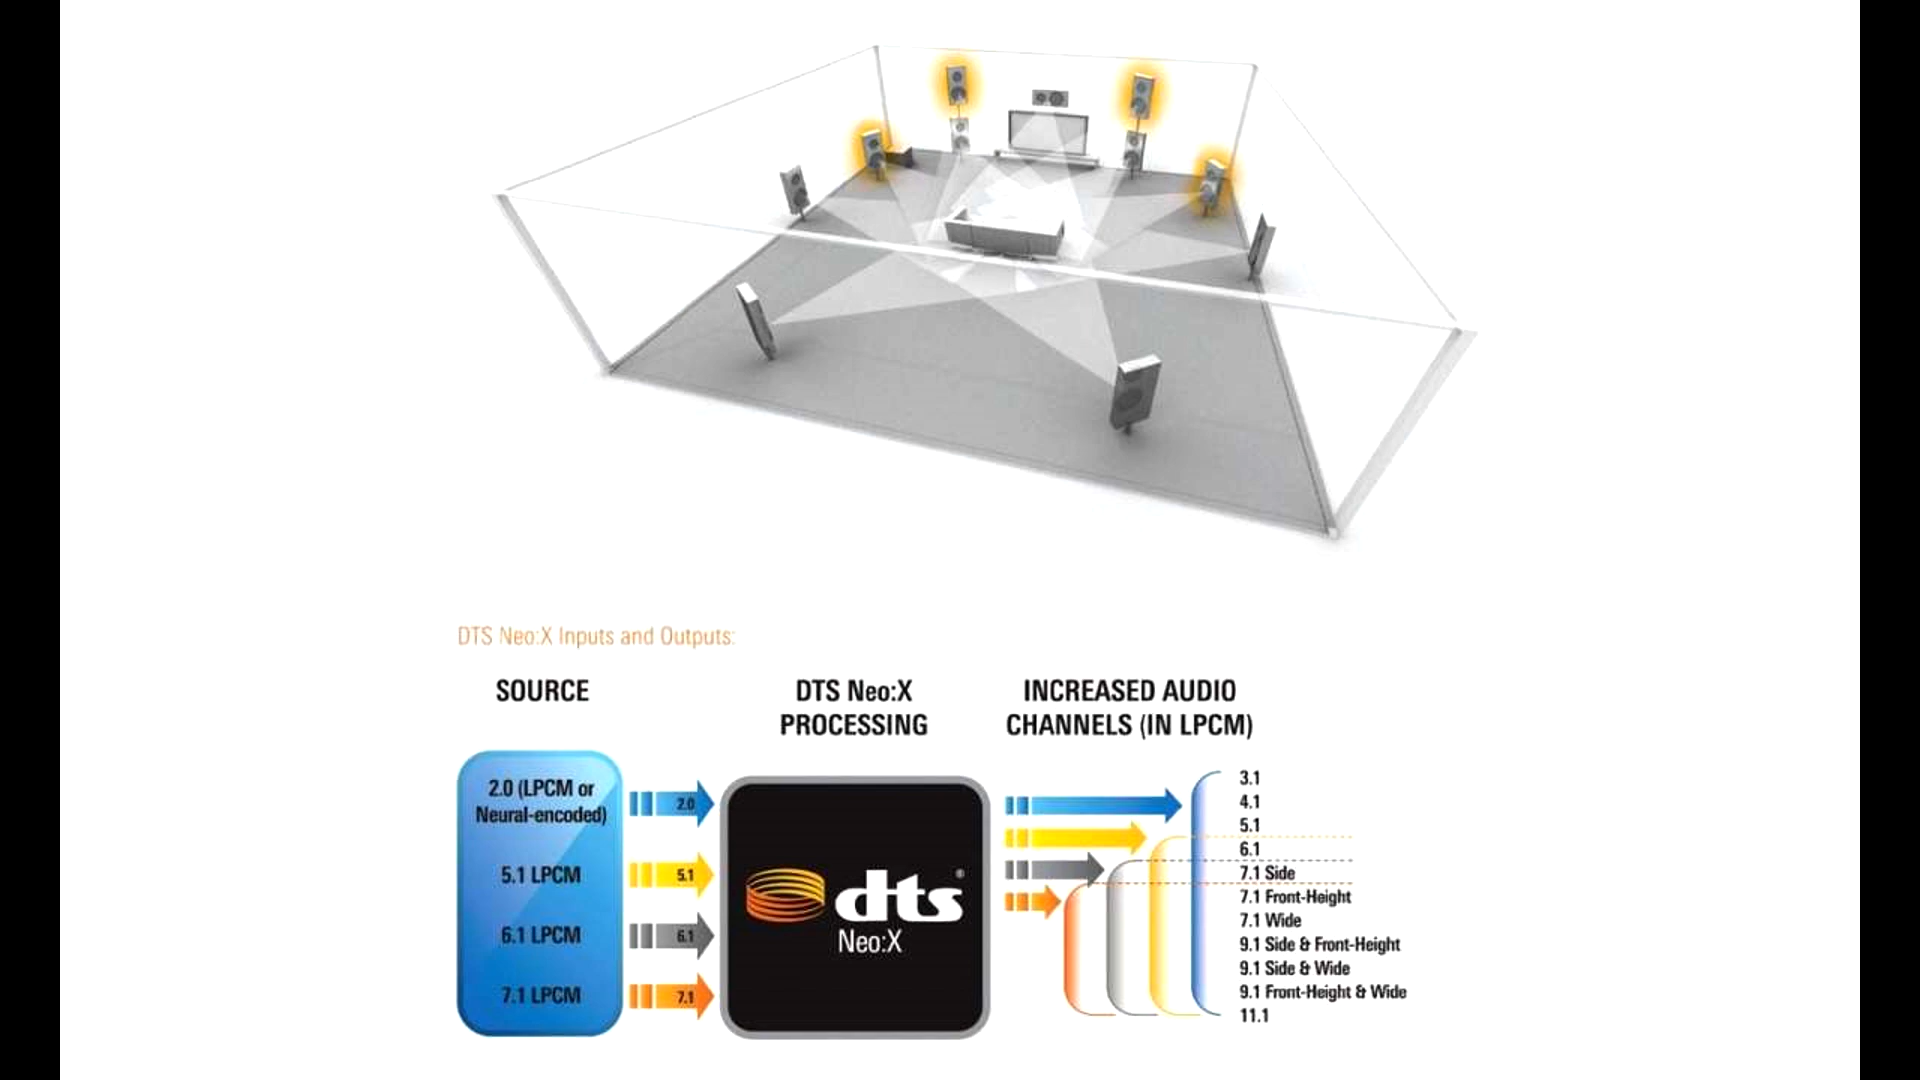 DTS Neo:X Inputs and Outputs:
SOURCE
DTS Neo:X
PROCESSING
INCREASED AUDIO
CHANNELS (IN LPCM)
2.0 (LPCM or
Neural-encoded)
5.1 LPCM
6.1 LPCM
7.1 LPCM
2.0
5.1
6.1
7.1
dts®
Neo:X
3.1
4.1
5.1
6.1
7.1 Side
7.1 Front-Height
7.1 Wide
9.1 Side & Front-Height
9.1 Side & Wide
9.1 Front-Height & Wide
11.1